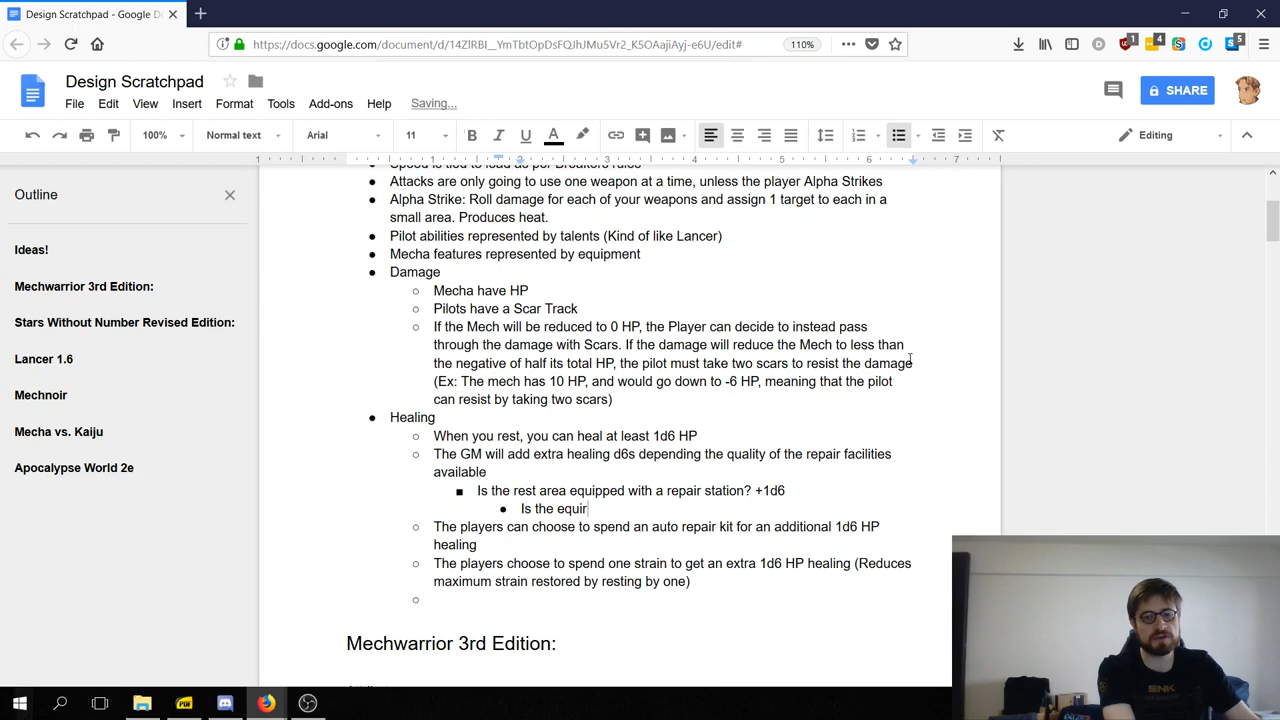 Design Scratchpad - Google D
https://docs.google.com/document/d/
110%
1
4
5
Design Scratchpad
SHARE
File Edit View Insert Format Tools Add-ons Help Saving...
100% Normal text Arial 11 B I U A Editing
1 1 2 3 4 5 6 7
Outline
Ideas!
Mechwarrior 3rd Edition:
Stars Without Number Revised Edition:
Lancer 1.6
Mechnoir
Mecha vs. Kaiju
Apocalypse World 2e
● Attacks are only going to use one weapon at a time, unless the player Alpha Strikes
● Alpha Strike: Roll damage for each of your weapons and assign 1 target to each in a
small area. Produces heat.
● Pilot abilities represented by talents (Kind of like Lancer)
● Mecha features represented by equipment
● Damage
○ Mecha have HP
○ Pilots have a Scar Track
○ If the Mech will be reduced to 0 HP, the Player can decide to instead pass
through the damage with Scars. If the damage will reduce the Mech to less than
the negative of half its total HP, the pilot must take two scars to resist the damage
(Ex: The mech has 10 HP, and would go down to -6 HP, meaning that the pilot
can resist by taking two scars)
● Healing
○ When you rest, you can heal at least 1d6 HP
○ The GM will add extra healing d6s depending the quality of the repair facilities
available
■ Is the rest area equipped with a repair station? +1d6
● Is the equir
○ The players can choose to spend an auto repair kit for an additional 1d6 HP
healing
○ The players choose to spend one strain to get an extra 1d6 HP healing (Reduces
maximum strain restored by resting by one)
○
Mechwarrior 3rd Edition:
SNK